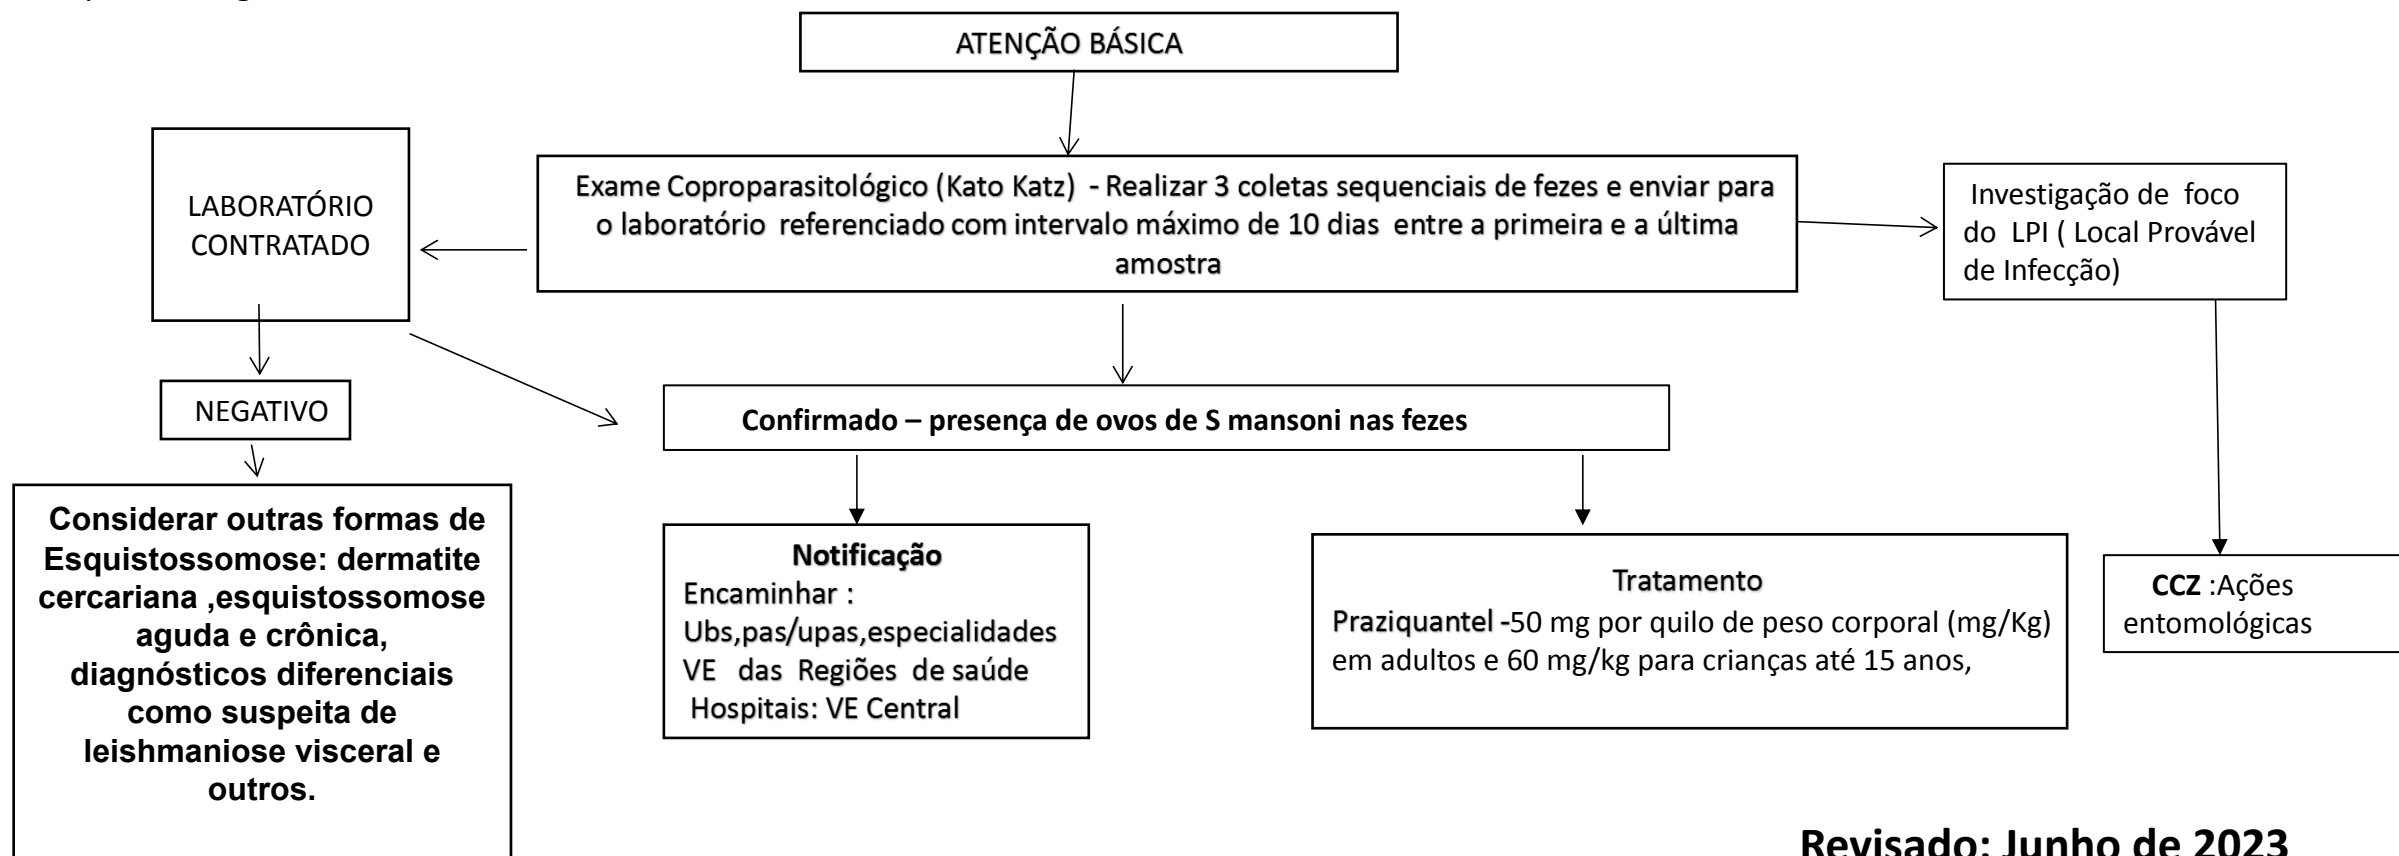 ATENÇÃO BÁSICA
LABORATÓRIO
CONTRATADO
Exame Coproparasitológico (Kato Katz) - Realizar 3 coletas sequenciais de fezes e enviar para
o laboratório referenciado com intervalo máximo de 10 dias entre a primeira e a última
amostra
Investigação de foco
do LPI ( Local Provável
de Infecção)
NEGATIVO
Confirmado – presença de ovos de S mansoni nas fezes
Considerar outras formas de
Esquistossomose: dermatite
cercariana ,esquistossomose
aguda e crônica,
diagnósticos diferenciais
como suspeita de
leishmaniose visceral e
outros.
Notificação
Encaminhar :
Ubs,pas/upas,especialidades
VE das Regiões de saúde
Hospitais: VE Central
Tratamento
Praziquantel -50 mg por quilo de peso corporal (mg/Kg)
em adultos e 60 mg/kg para crianças até 15 anos,
CCZ :Ações
entomológicas
Revisado: Junho de 2023